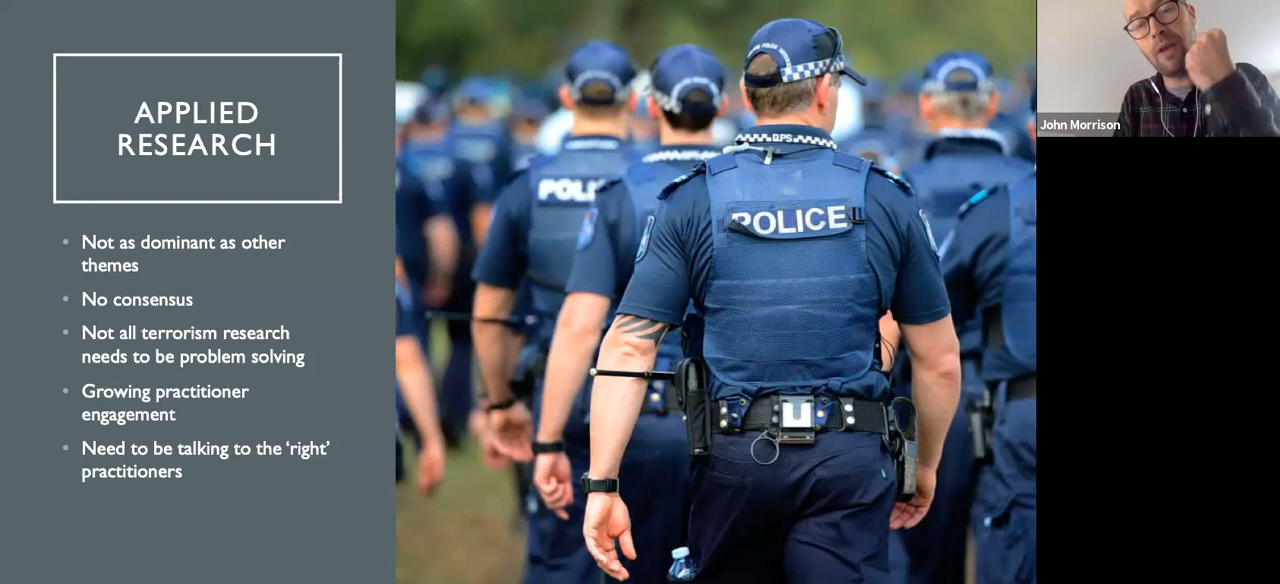 APPLIED
RESEARCH
Not as dominant as other
themes
No consensus
Not all terrorism research
needs to be problem solving
Growing practitioner
engagement
Need to be talking to the ‘right’
practitioners
POLICE
John Morrison